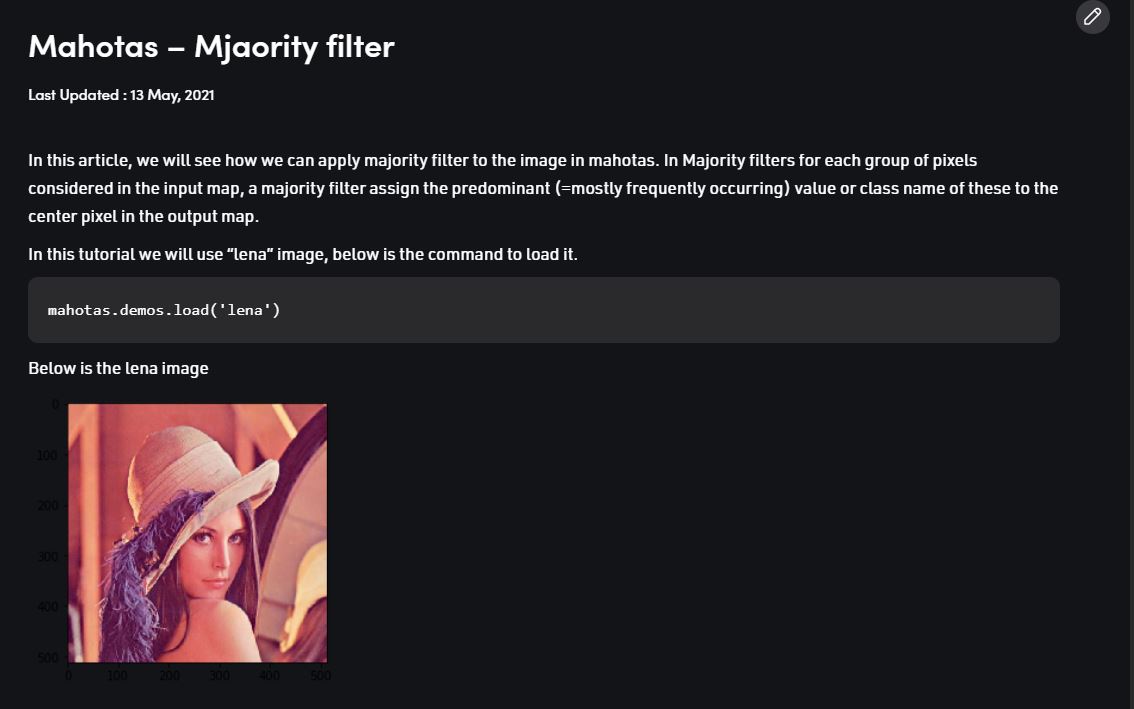 Mahotas – Mjaority filter
Last Updated : 13 May, 2021
In this article, we will see how we can apply majority filter to the image in mahotas. In Majority filters for each group of pixels
considered in the input map, a majority filter assign the predominant (=mostly frequently occurring) value or class name of these to the
center pixel in the output map.
In this tutorial we will use “lena” image, below is the command to load it.
mahotas.demos.load('lena')
Below is the lena image
0
100
200
300
400
500
0 100 200 300 400 500